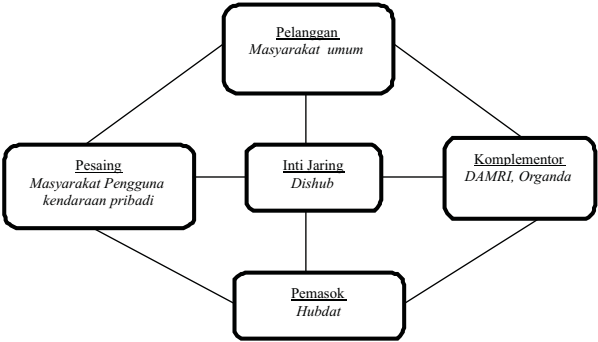 Pelanggan
Masyarakat umum
Pesaing
Masyarakat Pengguna
kendaraan pribadi
Inti Jaring
Dishub
Komplementor
DAMRI, Organda
Pemasok
Hubdat